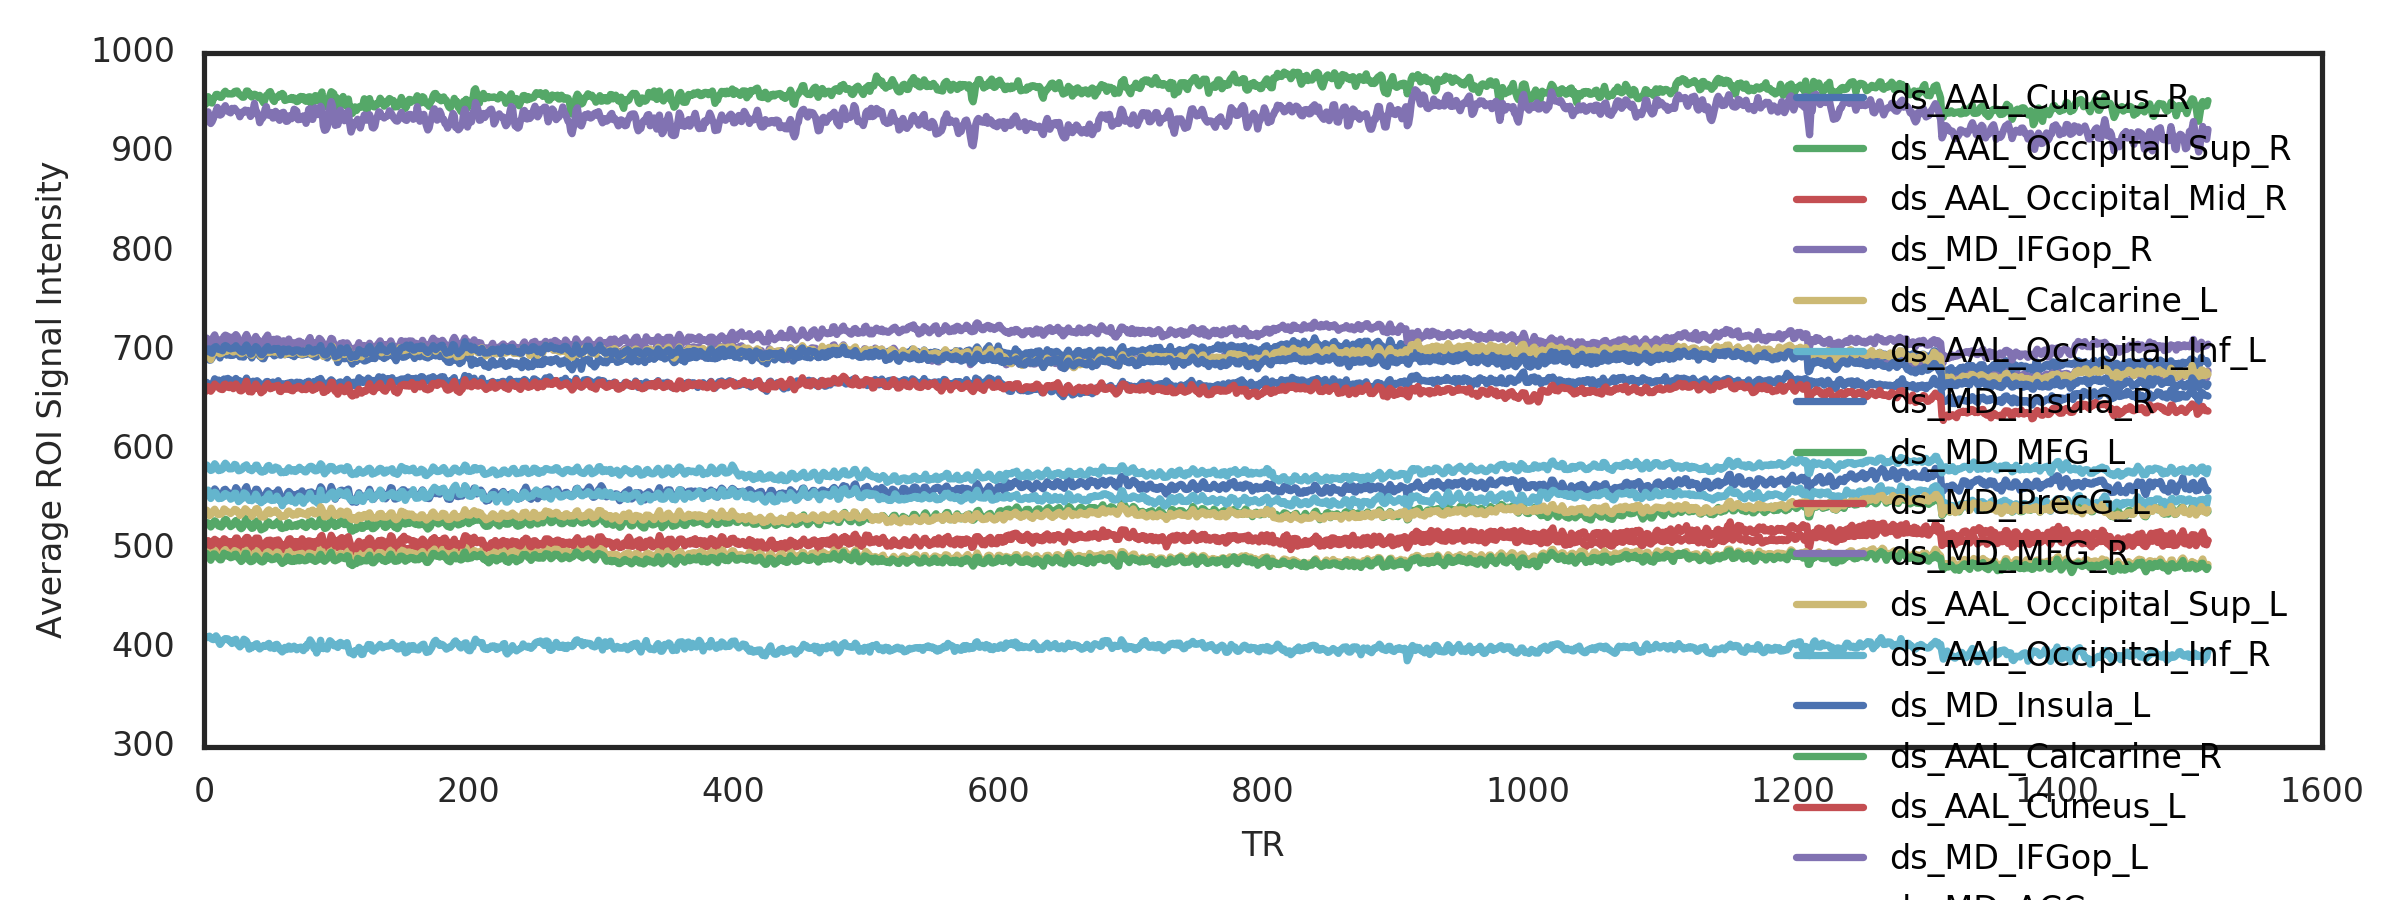 1000
900
800
700
600
500
400
300
Average ROI Signal Intensity
0 200 400 600 800 1000 1200 1400 1600
TR
ds_AAL_Cuneus_R
ds_AAL_Occipital_Sup_R
ds_AAL_Occipital_Mid_R
ds_MD_IFGop_R
ds_AAL_Calcarine_L
ds_AAL_Occipital_Inf_L
ds_MD_Insula_R
ds_MD_MFG_L
ds_MD_PrecG_L
ds_MD_MFG_R
ds_AAL_Occipital_Sup_L
ds_AAL_Occipital_Inf_R
ds_MD_Insula_L
ds_AAL_Calcarine_R
ds_AAL_Cuneus_L
ds_MD_IFGop_L